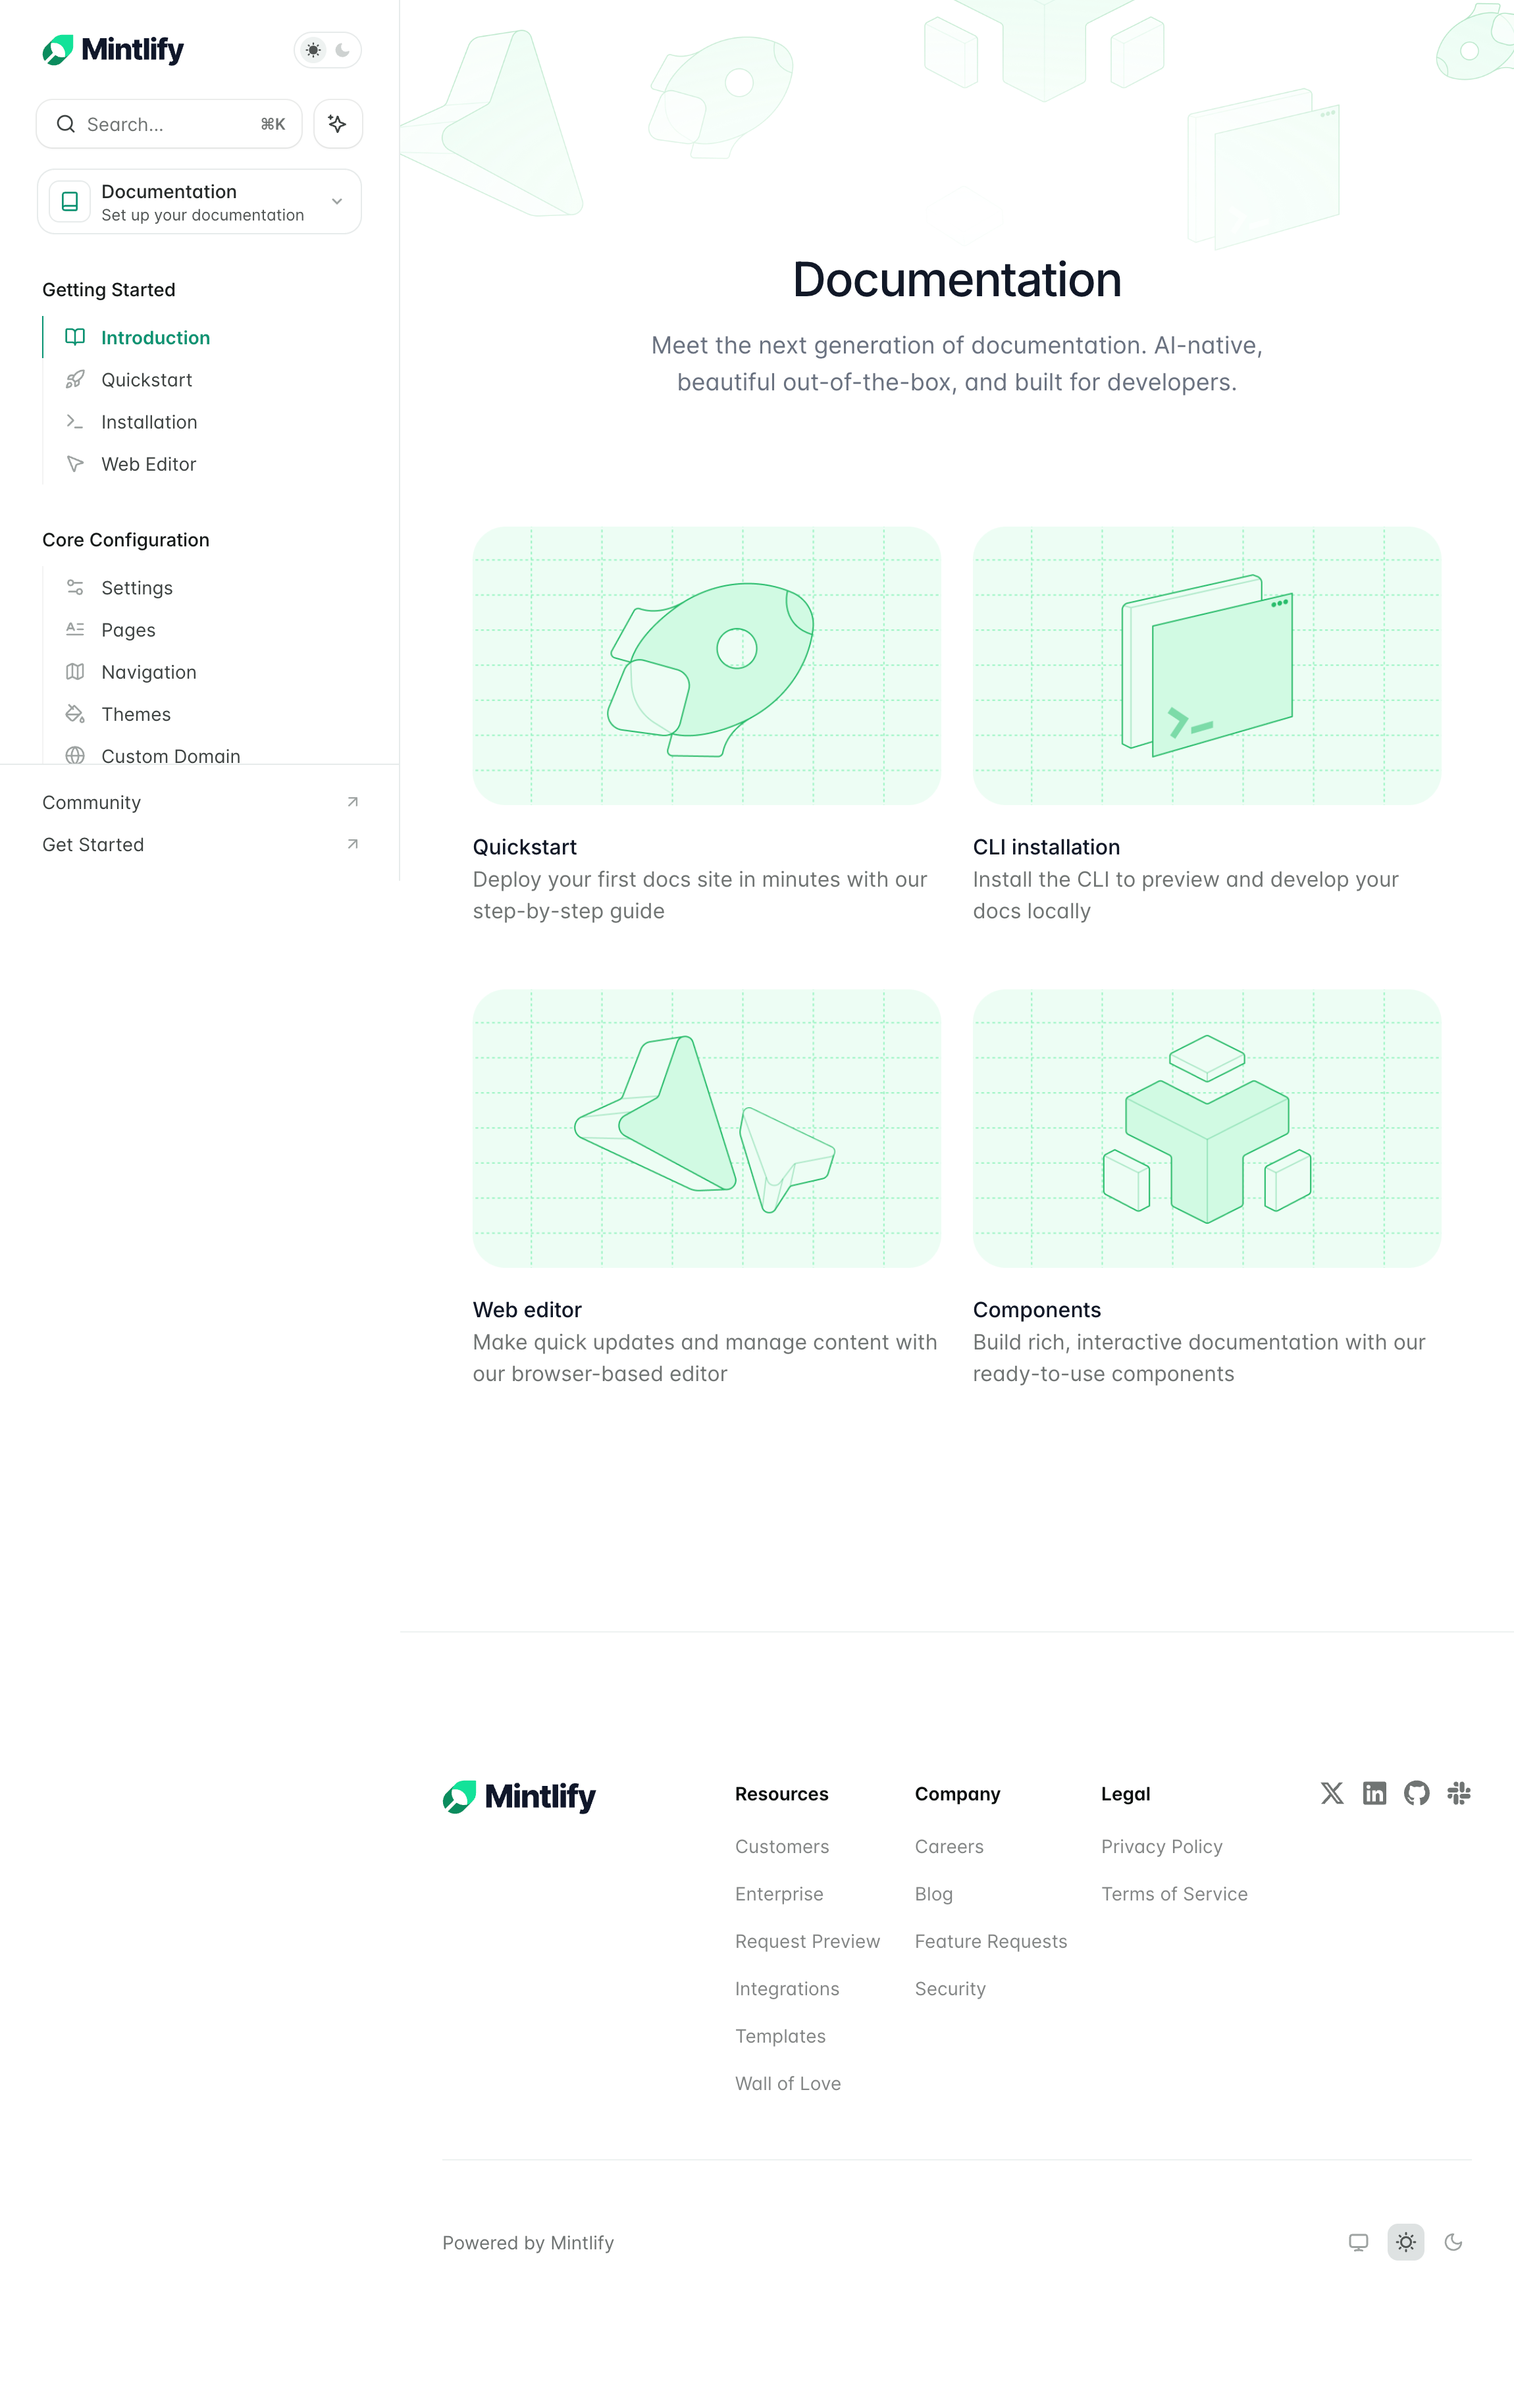 Mintlify
Search...
⌘K
Documentation
Set up your documentation
Getting Started
Introduction
Quickstart
Installation
Web Editor
Core Configuration
Settings
Pages
Navigation
Themes
Custom Domain
Community
Get Started
Documentation
Meet the next generation of documentation. AI-native,
beautiful out-of-the-box, and built for developers.
Quickstart
Deploy your first docs site in minutes with our
step-by-step guide
CLI installation
Install the CLI to preview and develop your
docs locally
Web editor
Make quick updates and manage content with
our browser-based editor
Components
Build rich, interactive documentation with our
ready-to-use components
Mintlify
Resources
Customers
Enterprise
Request Preview
Integrations
Templates
Wall of Love
Company
Careers
Blog
Feature Requests
Security
Legal
Privacy Policy
Terms of Service
Powered by Mintlify